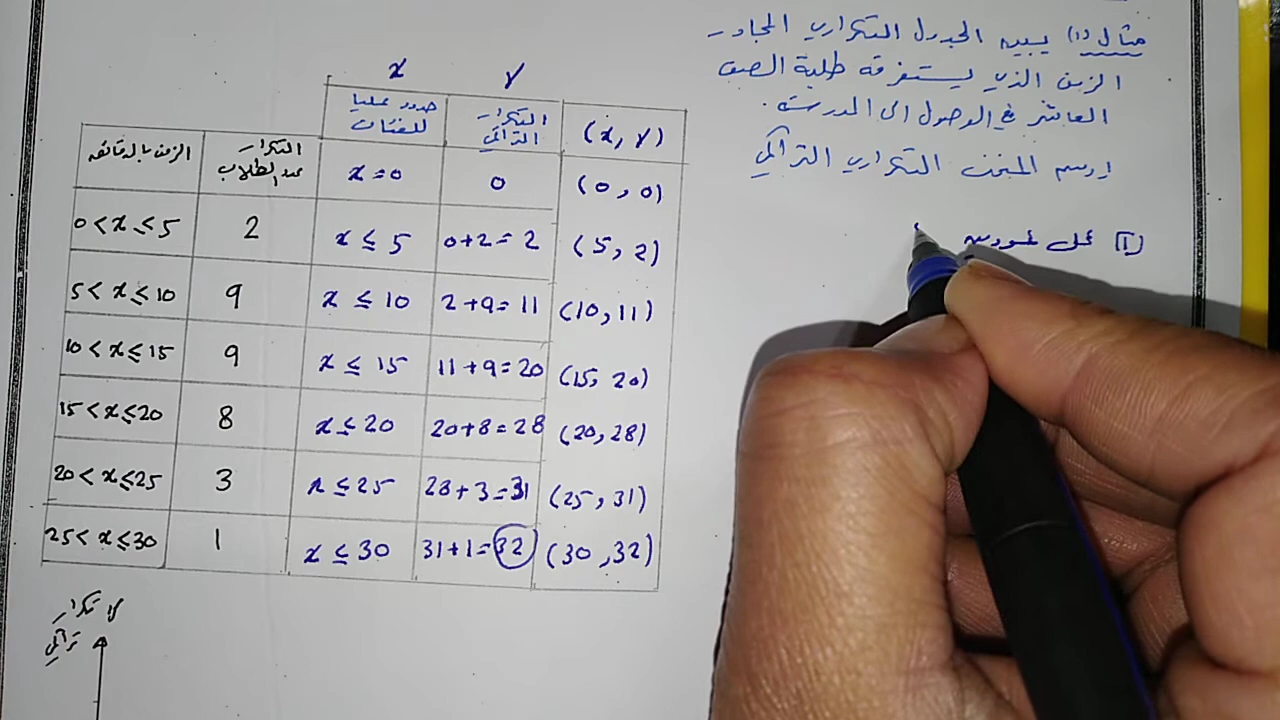 مثال (1) يبين الجدول التكراري المجاور
الزمن الذي يستغرقه طلبة الصف
العاشر في الوصول الى المدرسة.
ارسم المنحنى التكراري التراكمي
1
x y
الزمن بالدقائق التكرار عدد الطلاب حدود عليا للفئات التكرار التراكمي (x, y)
x=0 0 (0, 0)
0<x≤5 2 x≤5 0+2=2 (5, 2)
5<x≤10 9 x≤10 2+9=11 (10, 11)
10<x≤15 9 x≤15 11+9=20 (15, 20)
15<x≤20 8 x≤20 20+8=28 (20, 28)
20<x≤25 3 x≤25 28+3=31 (25, 31)
25<x≤30 1 x≤30 31+1=32 (30, 32)
تراكمي